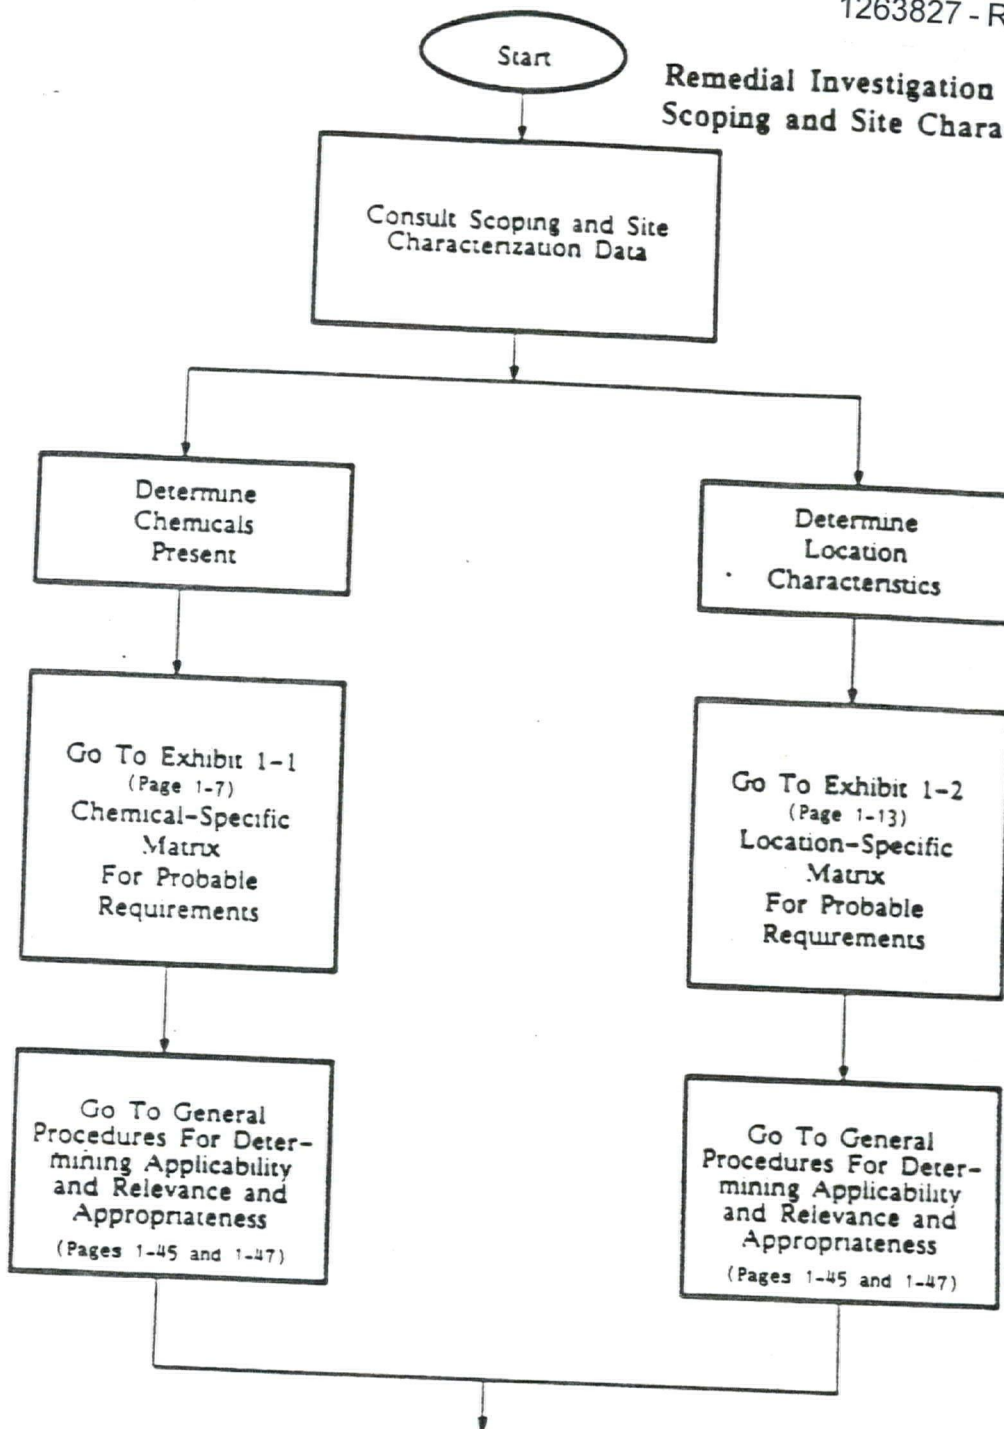 1263827 - R
Start
Remedial Investigation
Scoping and Site Chara
Consult Scoping and Site
Characterization Data
Determine
Chemicals
Present
Determine
Location
Characteristics
Go To Exhibit 1-1
(Page 1-7)
Chemical-Specific
Matrix
For Probable
Requirements
Go To Exhibit 1-2
(Page 1-13)
Location-Specific
Matrix
For Probable
Requirements
Go To General
Procedures For Deter-
mining Applicability
and Relevance and
Appropriateness
(Pages 1-45 and 1-47)
Go To General
Procedures For Deter-
mining Applicability
and Relevance and
Appropriateness
(Pages 1-45 and 1-47)